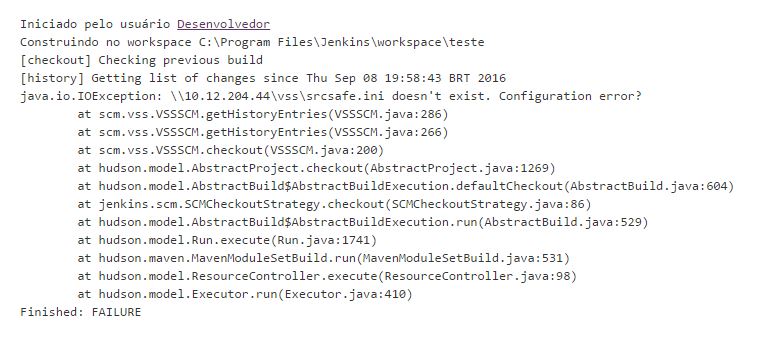 Iniciado pelo usuário Desenvolvedor
Construindo no workspace C:\Program Files\Jenkins\workspace\teste
[checkout] Checking previous build
[history] Getting list of changes since Thu Sep 08 19:58:43 BRT 2016
java.io.IOException: \\10.12.204.44\vss\srcsafe.ini doesn't exist. Configuration error?
	at scm.vss.VSSSCM.getHistoryEntries(VSSSCM.java:286)
	at scm.vss.VSSSCM.getHistoryEntries(VSSSCM.java:266)
	at scm.vss.VSSSCM.checkout(VSSSCM.java:200)
	at hudson.model.AbstractProject.checkout(AbstractProject.java:1269)
	at hudson.model.AbstractBuild$AbstractBuildExecution.defaultCheckout(AbstractBuild.java:604)
	at jenkins.scm.SCMCheckoutStrategy.checkout(SCMCheckoutStrategy.java:86)
	at hudson.model.AbstractBuild$AbstractBuildExecution.run(AbstractBuild.java:529)
	at hudson.model.Run.execute(Run.java:1741)
	at hudson.maven.MavenModuleSetBuild.run(MavenModuleSetBuild.java:531)
	at hudson.model.ResourceController.execute(ResourceController.java:98)
	at hudson.model.Executor.run(Executor.java:410)
Finished: FAILURE